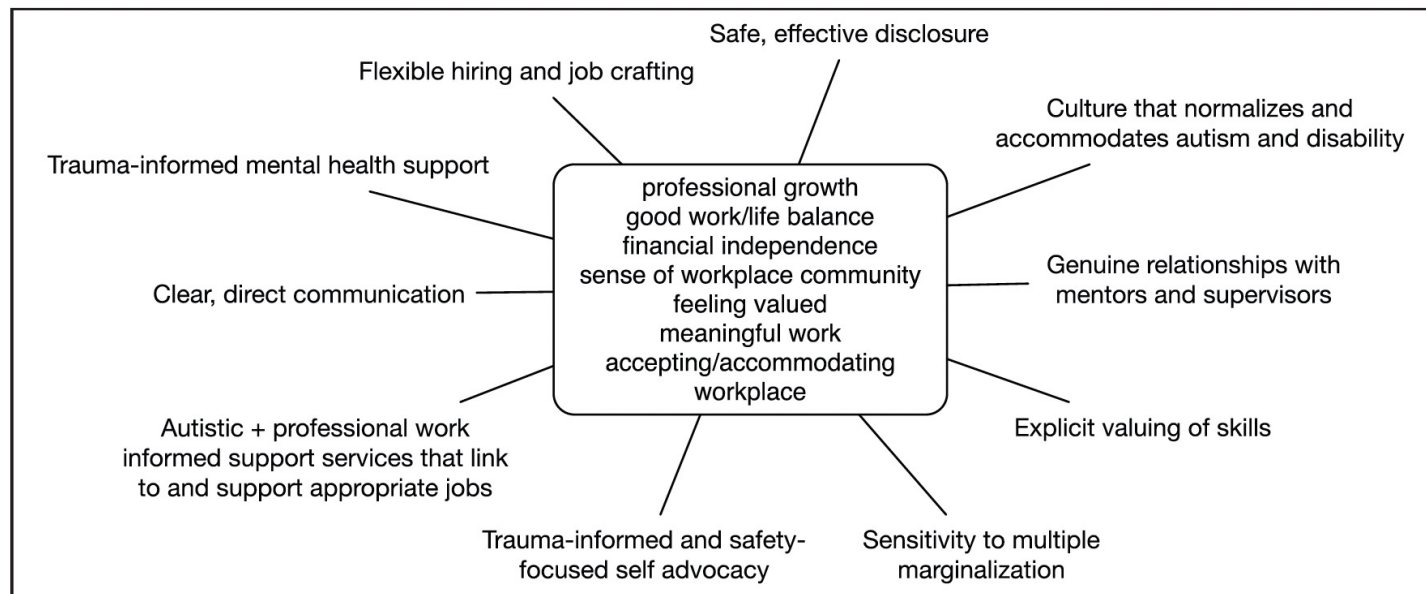 Safe, effective disclosure
Flexible hiring and job crafting
Culture that normalizes and
accommodates autism and disability
Trauma-informed mental health support
professional growth
good work/life balance
financial independence
sense of workplace community
feeling valued
meaningful work
accepting/accommodating
workplace
Genuine relationships with
mentors and supervisors
Clear, direct communication
Autistic + professional work
informed support services that link
to and support appropriate jobs
Explicit valuing of skills
Trauma-informed and safety-
focused self advocacy
Sensitivity to multiple
marginalization